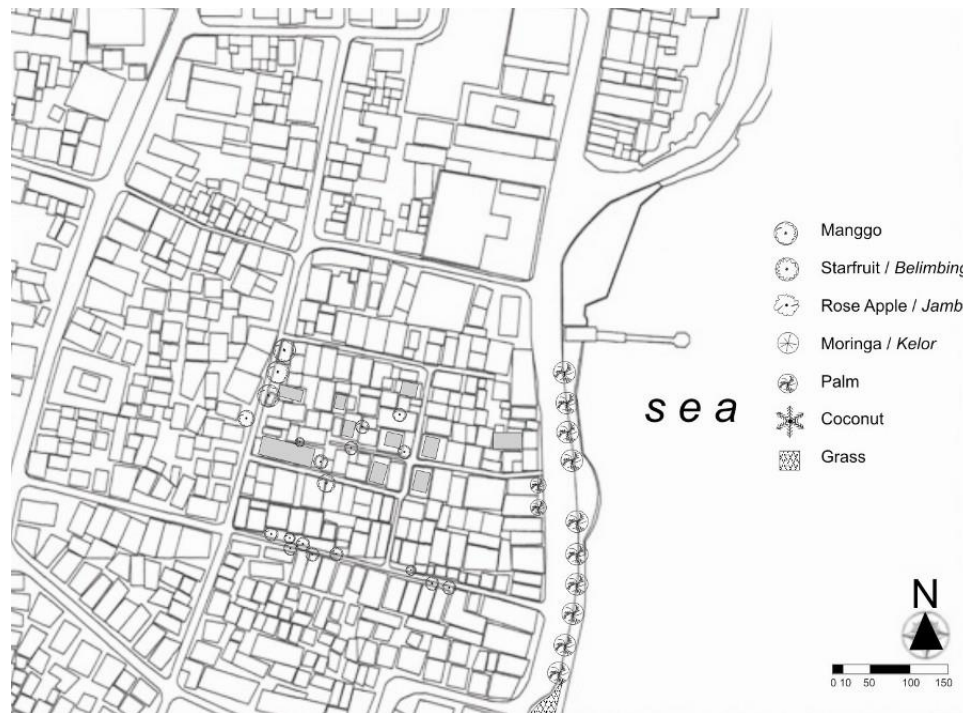 Manggo
Starfruit / Belimbing
Rose Apple / Jamb
Moringa / Kelor
Palm
Coconut
Grass
sea
N
0 10 50 100 150